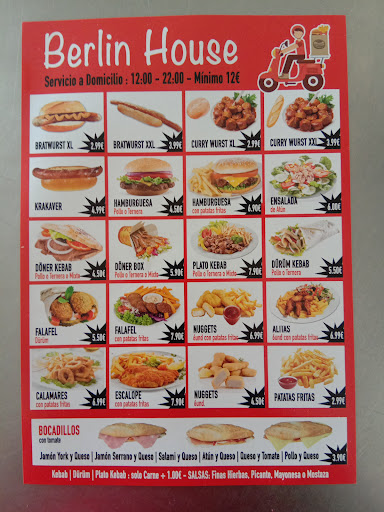 Berlin House
Servicio a Domicilio : 12:00 - 22:00 - Mínimo 12€
BRATWURST XL 2.99€
BRATWURST XXL 3.99€
CURRY WURST XL 2.99€
CURRY WURST XXL 3.99€
KRAKAVER 4.99€
HAMBURGUESA
Pollo o Ternera 4.50€
HAMBURGUESA
con patatas fritas 6.90€
ENSALADA
de Atún 6.00€
DÖNER KEBAB
Pollo o Ternera o Mixto 4.50€
DÖNER BOX
Pollo o Ternera o Mixto 5.90€
PLATO KEBAB
Pollo o Ternera o Mixto 7.90€
DÜRÜM KEBAB
Pollo o Ternera 5.50€
FALAFEL
Dürüm 5.50€
FALAFEL
con patatas fritas 7.90€
NUGGETS
6und con patatas fritas 6.99€
ALITAS
6und con patatas fritas 6.99€
CALAMARES
con patatas fritas 6.99€
ESCALOPE
con patatas fritas 7.90€
NUGGETS
6und. 4.50€
PATATAS FRITAS 2.99€
BOCADILLOS
con tomate
Jamón York y Queso | Jamón Serrano y Queso | Salami y Queso | Atún y Queso | Queso y Tomate | Pollo y Queso 3.90€
Kebab | Dürüm | Plato Kebab : solo Carne + 1.00€ - SALSAS: Finas Hierbas, Picante, Mayonesa o Mostaza